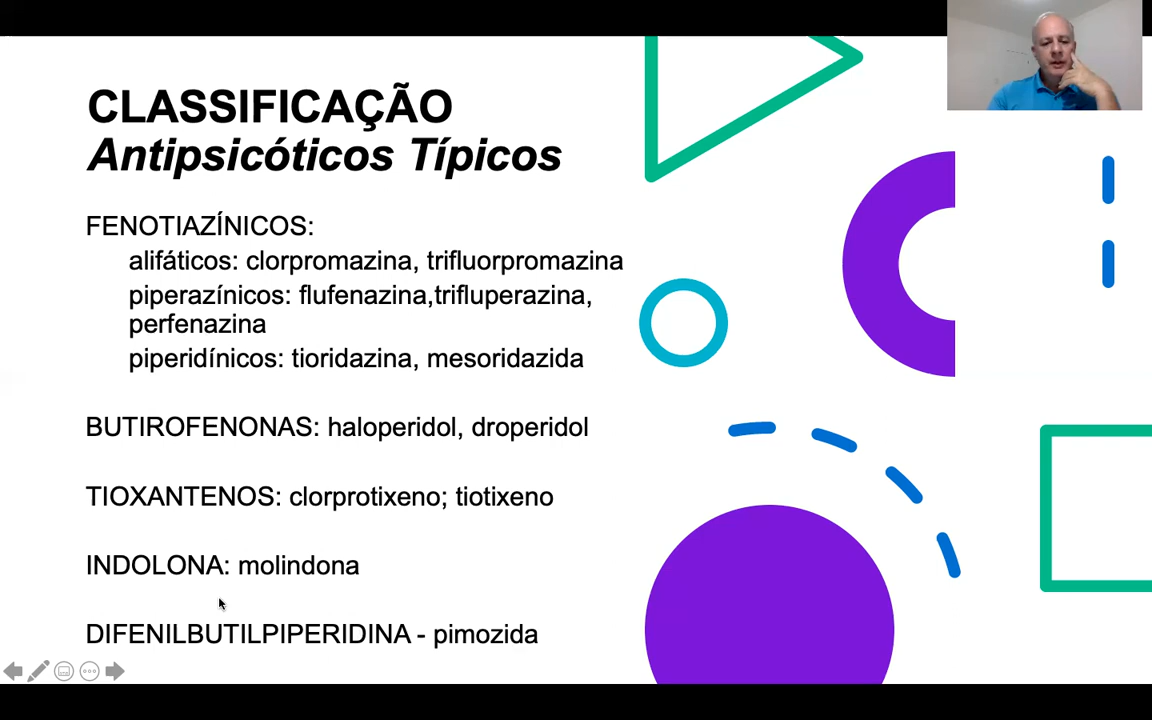 CLASSIFICAÇÃO
Antipsicóticos Típicos
FENOTIAZÍNICOS:
alifáticos: clorpromazina, trifluorpromazina
piperazínicos: flufenazina,trifluperazina,
perfenazina
piperidínicos: tioridazina, mesoridazida
BUTIROFENONAS: haloperidol, droperidol
TIOXANTENOS: clorprotixeno; tiotixeno
INDOLONA: molindona
DIFENILBUTILPIPERIDINA - pimozida